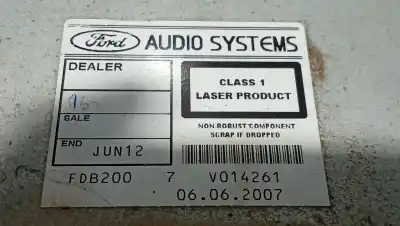 Ford AUDIO SYSTEMS
DEALER
CLASS 1
LASER PRODUCT
SALE
NON ROBUST COMPONENT
SCRAP IF DROPPED
END JUN12
FDB200 7 V014261
06.06.2007